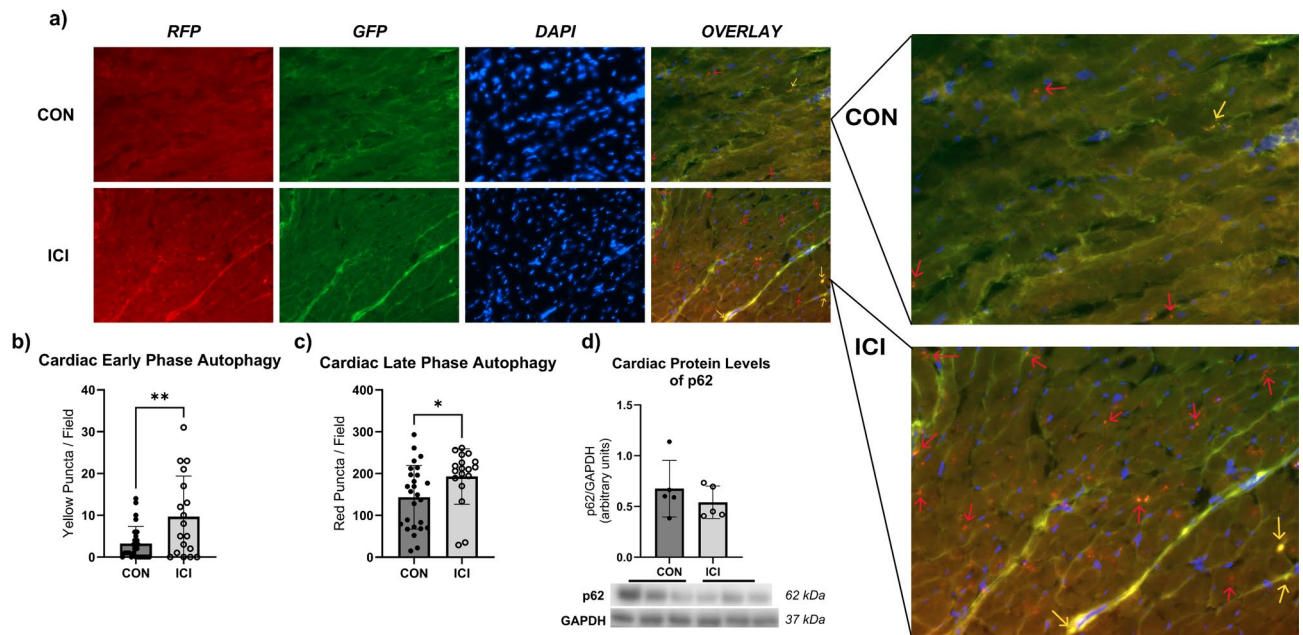 a)
RFP GFP DAPI OVERLAY
CON
CON
ICI
ICI
b)
Cardiac Early Phase Autophagy
Yellow Puncta / Field
40
30
20
10
0
**
CON ICI
c)
Cardiac Late Phase Autophagy
Red Puncta / Field
400
300
200
100
0
*
CON ICI
d)
Cardiac Protein Levels
of p62
p62/GAPDH
(arbitrary units)
1.5
1.0
0.5
0.0
CON ICI
p62 62 kDa
GAPDH 37 kDa